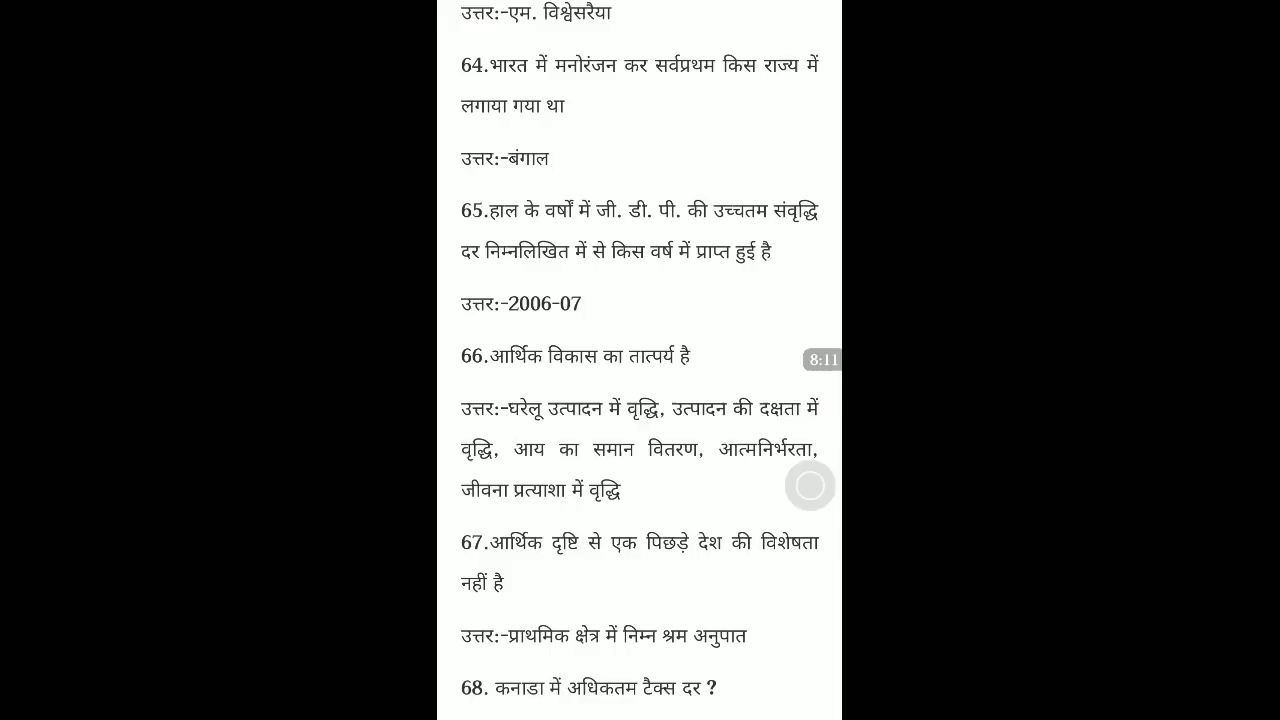 उत्तर:-एम. विश्वेसरैया
64.भारत में मनोरंजन कर सर्वप्रथम किस राज्य में
लगाया गया था
उत्तर:-बंगाल
65.हाल के वर्षों में जी. डी. पी. की उच्चतम संवृद्धि
दर निम्नलिखित में से किस वर्ष में प्राप्त हुई है
उत्तर:-2006-07
66.आर्थिक विकास का तात्पर्य है
8:11
उत्तर:-घरेलू उत्पादन में वृद्धि, उत्पादन की दक्षता में
वृद्धि, आय का समान वितरण, आत्मनिर्भरता,
जीवना प्रत्याशा में वृद्धि
67.आर्थिक दृष्टि से एक पिछड़े देश की विशेषता
नहीं है
उत्तर:-प्राथमिक क्षेत्र में निम्न श्रम अनुपात
68. कनाडा में अधिकतम टैक्स दर ?